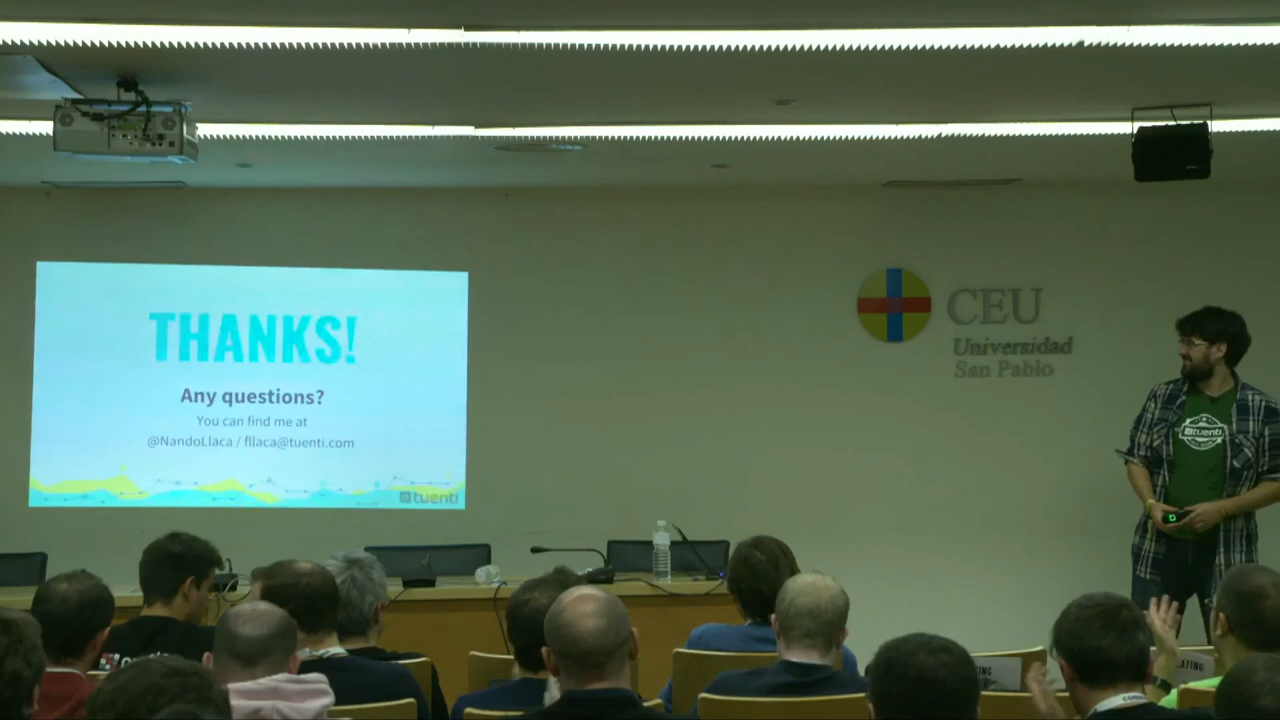 THANKS!
Any questions?
You can find me at
@NandoLlaca / fllaca@tuenti.com
tuenti
CEU
Universidad
San Pablo
tuenti